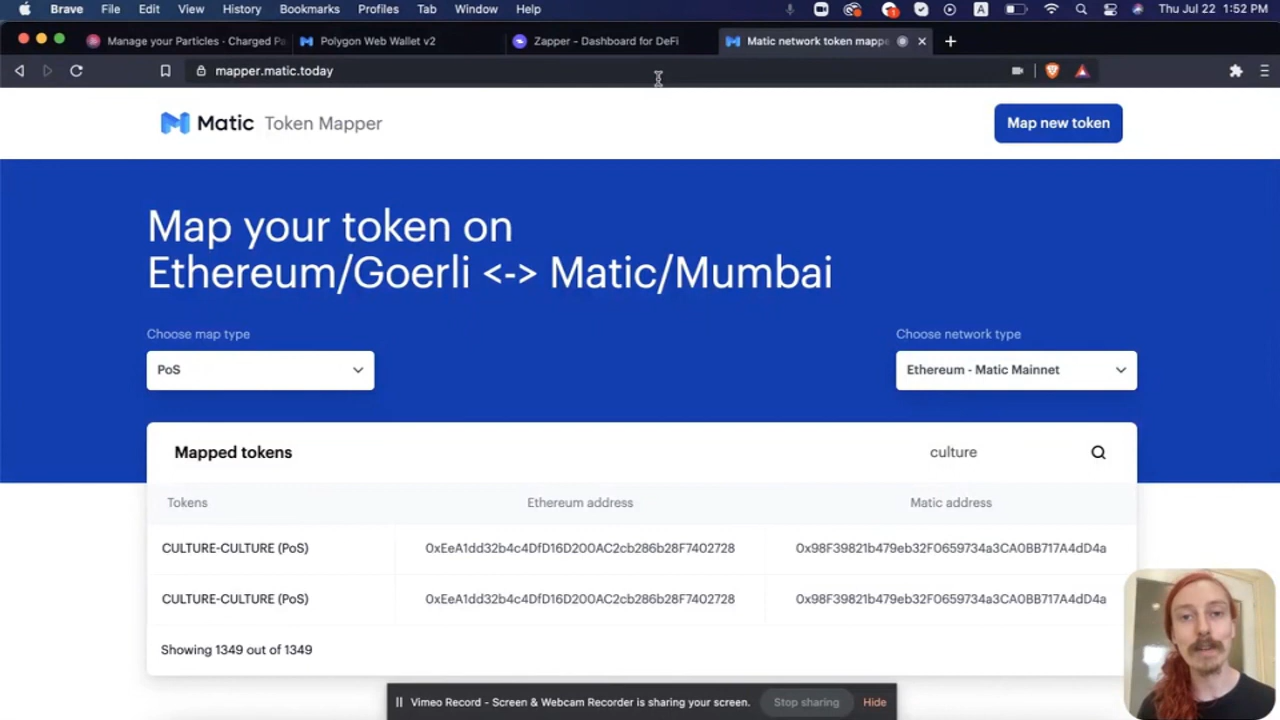 Brave File Edit View History Bookmarks Profiles Tab Window Help
Thu Jul 22 1:52 PM
Manage your Particles · Charged Pa
Polygon Web Wallet v2
Zapper - Dashboard for DeFi
Matic network token mappe
mapper.matic.today
Matic Token Mapper
Map new token
Map your token on
Ethereum/Goerli <-> Matic/Mumbai
Choose map type
Choose network type
PoS
Ethereum - Matic Mainnet
Mapped tokens
culture
Tokens Ethereum address Matic address
CULTURE-CULTURE (PoS) 0xEeA1dd32b4c4DfD16D200AC2cb286b28F7402728 0x98F39821b479eb32F0659734a3CA0BB717A4dD4a
CULTURE-CULTURE (PoS) 0xEeA1dd32b4c4DfD16D200AC2cb286b28F7402728 0x98F39821b479eb32F0659734a3CA0BB717A4dD4a
Showing 1349 out of 1349
Vimeo Record - Screen & Webcam Recorder is sharing your screen. Stop sharing Hide